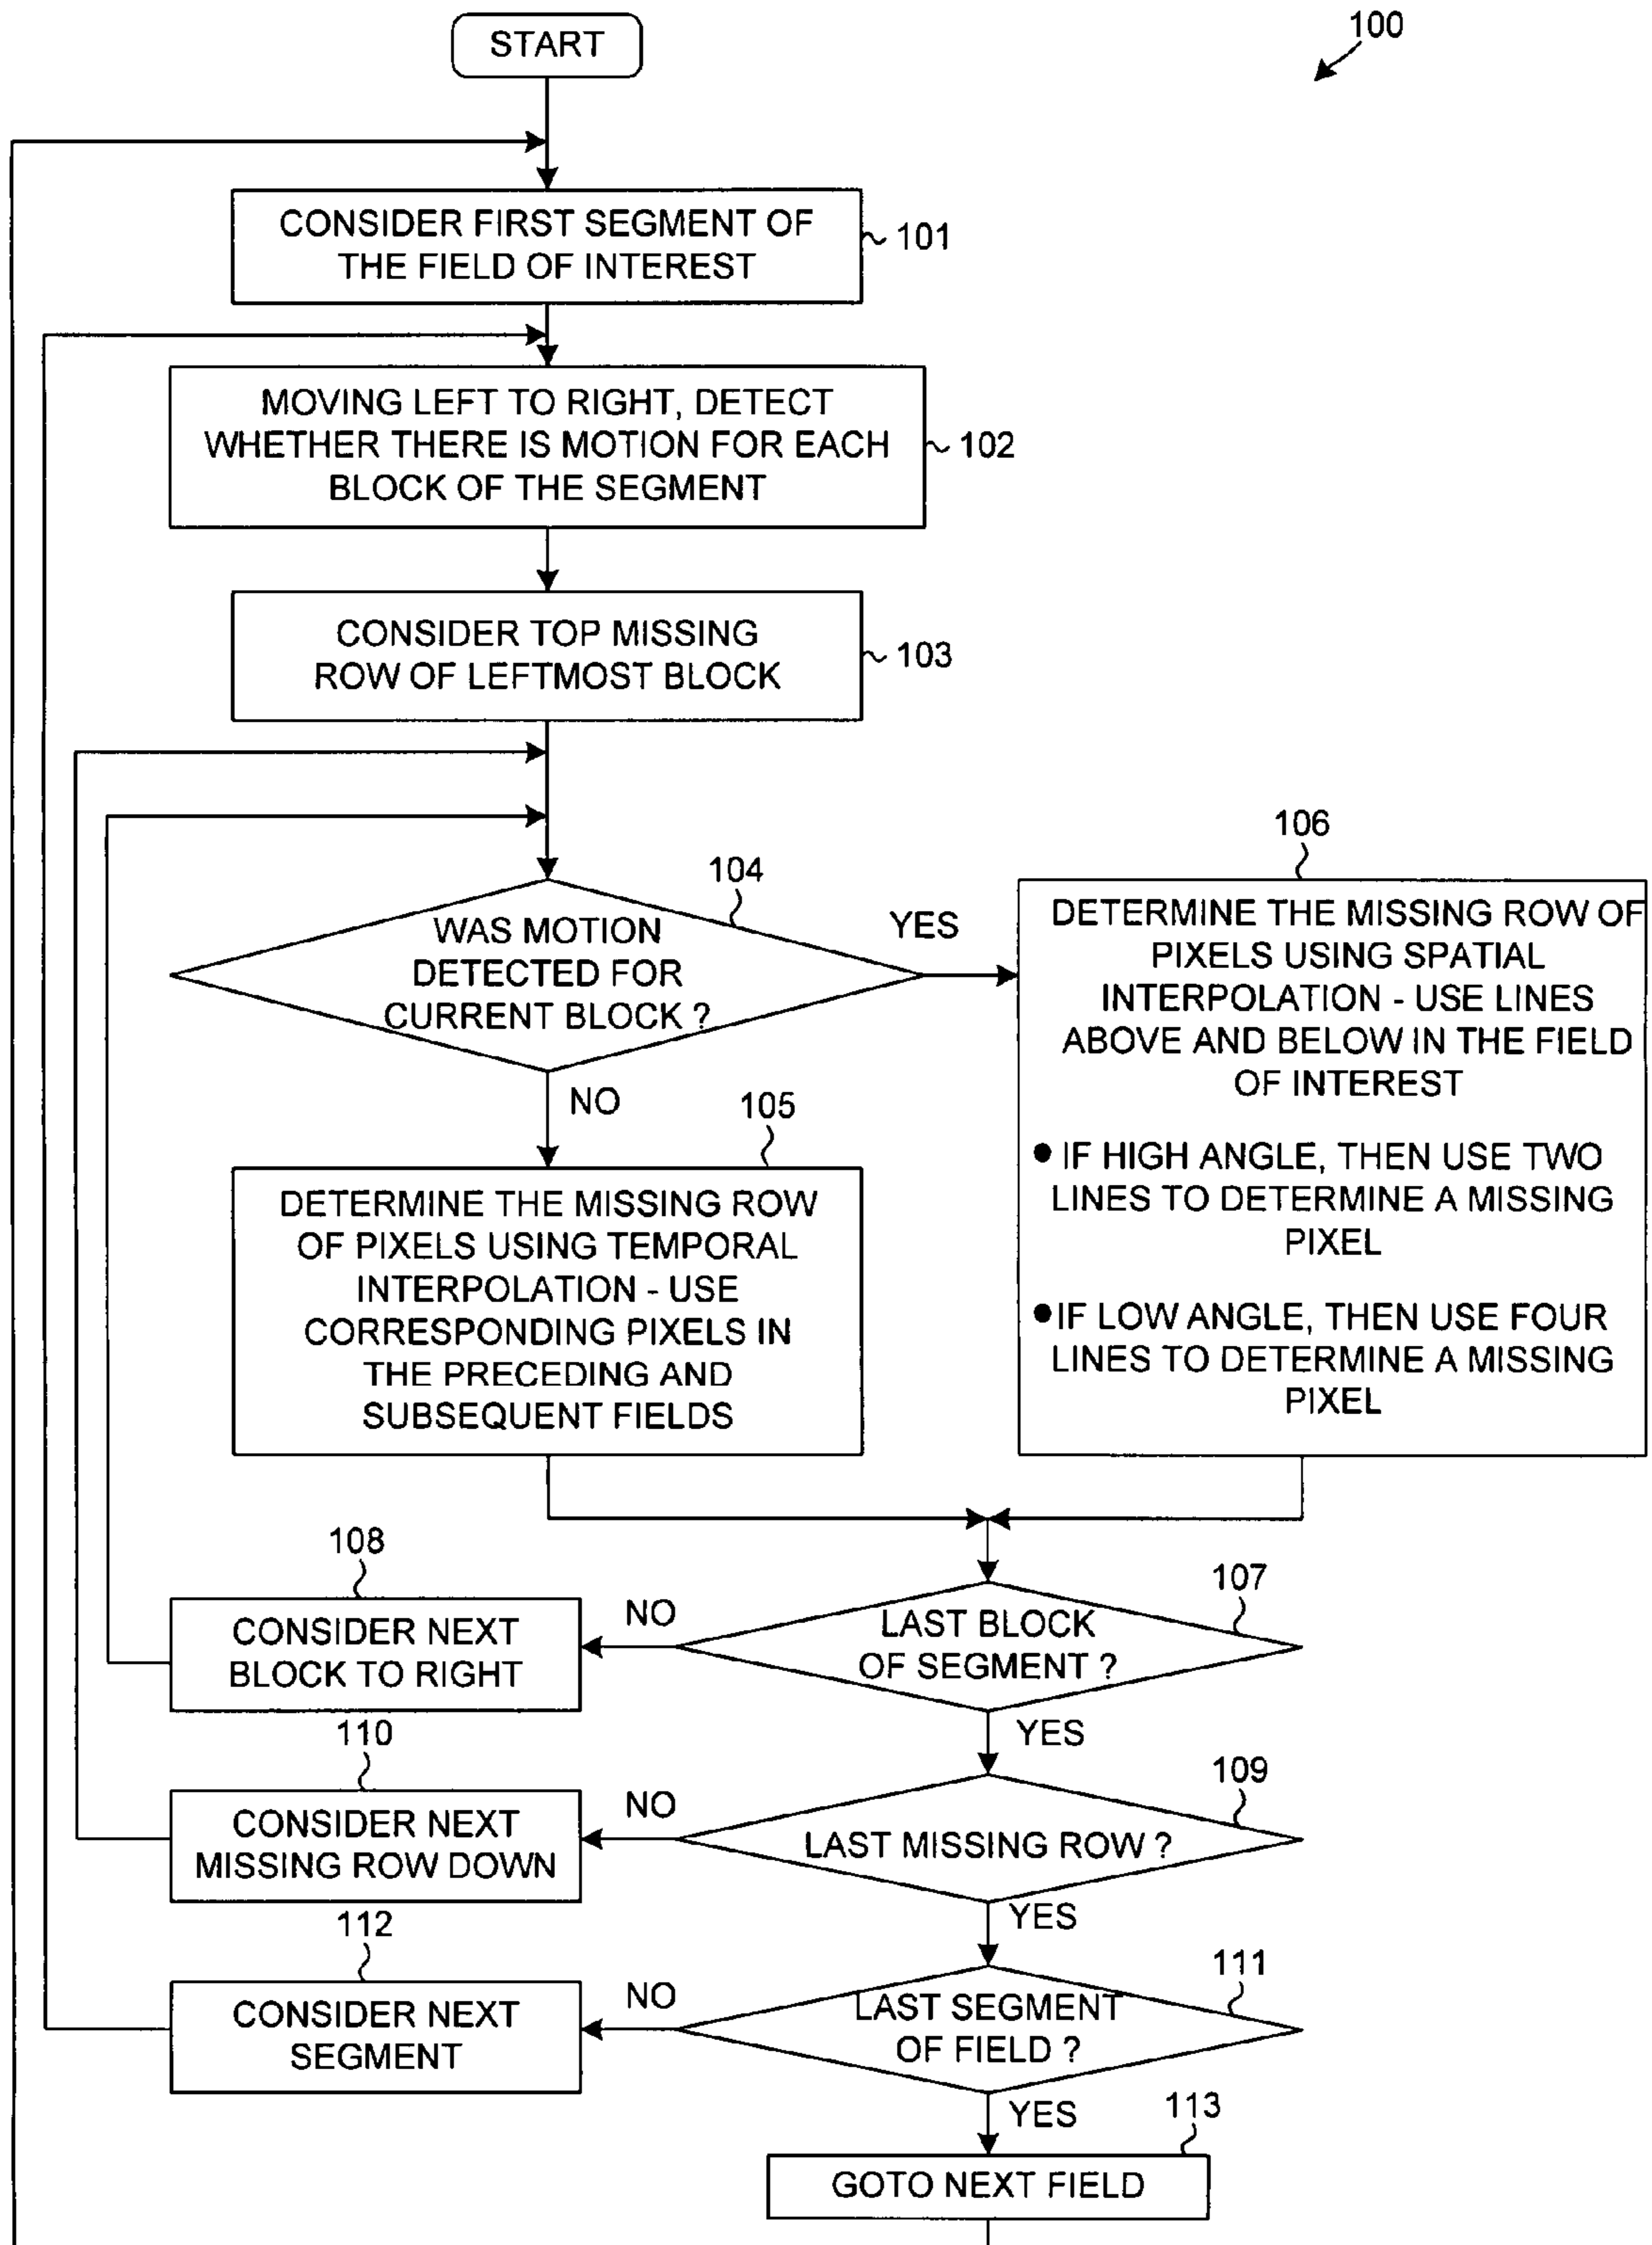 100
START
CONSIDER FIRST SEGMENT OF
THE FIELD OF INTEREST
101
MOVING LEFT TO RIGHT, DETECT
WHETHER THERE IS MOTION FOR EACH
BLOCK OF THE SEGMENT
102
CONSIDER TOP MISSING
ROW OF LEFTMOST BLOCK
103
104
WAS MOTION
DETECTED FOR
CURRENT BLOCK ?
YES
NO
106
DETERMINE THE MISSING ROW OF
PIXELS USING SPATIAL
INTERPOLATION - USE LINES
ABOVE AND BELOW IN THE FIELD
OF INTEREST
● IF HIGH ANGLE, THEN USE TWO
LINES TO DETERMINE A MISSING
PIXEL
● IF LOW ANGLE, THEN USE FOUR
LINES TO DETERMINE A MISSING
PIXEL
105
DETERMINE THE MISSING ROW
OF PIXELS USING TEMPORAL
INTERPOLATION - USE
CORRESPONDING PIXELS IN
THE PRECEDING AND
SUBSEQUENT FIELDS
107
LAST BLOCK
OF SEGMENT ?
NO
108
CONSIDER NEXT
BLOCK TO RIGHT
YES
109
LAST MISSING ROW ?
NO
110
CONSIDER NEXT
MISSING ROW DOWN
YES
111
LAST SEGMENT
OF FIELD ?
NO
112
CONSIDER NEXT
SEGMENT
YES
113
GOTO NEXT FIELD